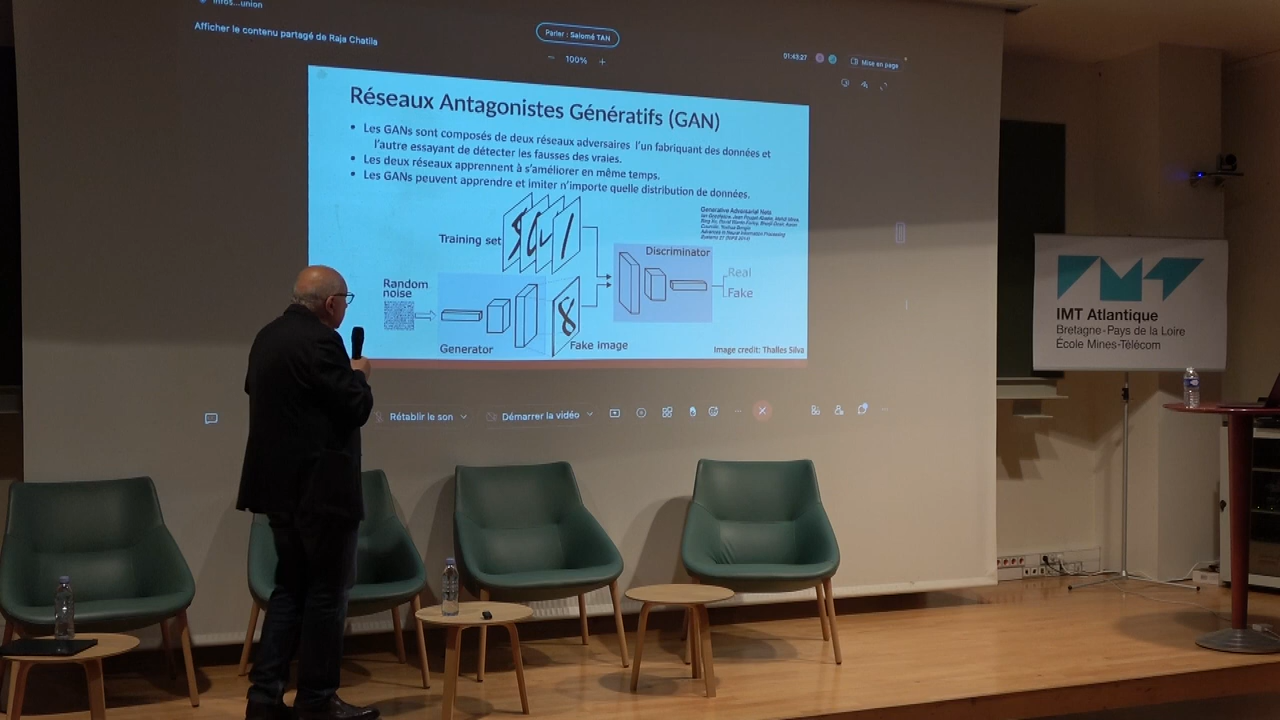 Infos...union
Afficher le contenu partagé de Raja Chatila
Parler : Salomé TAN
100%
01:43:27
Mise en page
Réseaux Antagonistes Génératifs (GAN)
• Les GANs sont composés de deux réseaux adversaires l'un fabriquant des données et
l'autre essayant de détecter les fausses des vraies.
• Les deux réseaux apprennent à s'améliorer en même temps.
• Les GANs peuvent apprendre et imiter n'importe quelle distribution de données.
Generative Adversarial Nets
Training set
Discriminator
Real
Fake
Random
noise
8
Generator
Fake image
Image credit: Thalles Silva
Rétablir le son
Démarrer la vidéo
IMT Atlantique
Bretagne-Pays de la Loire
École Mines-Télécom